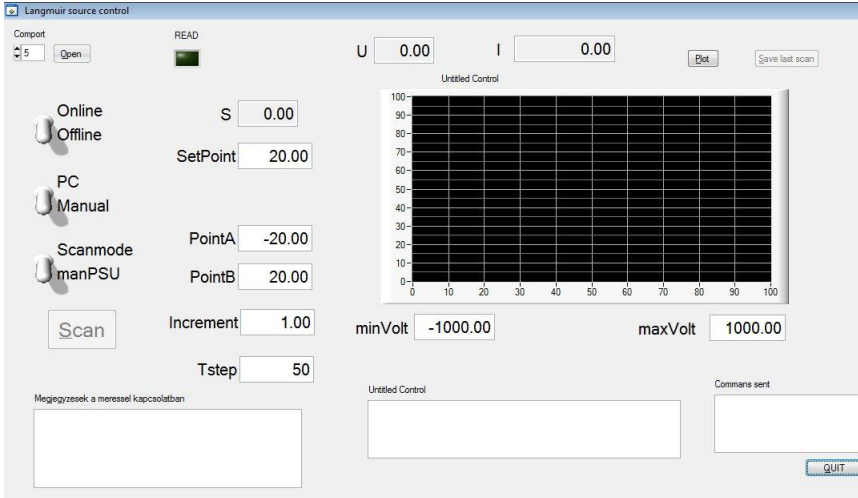 Langmuir source control
Comport
5
Open
READ
U 0.00 I 0.00
Plot
Save last scan
Untitled Control
Online
Offline
S 0.00
SetPoint 20.00
PC
Manual
PointA -20.00
Scanmode
manPSU
PointB 20.00
Scan
Increment 1.00
Tstep 50
100
90
80
70
60
50
40
30
20
10
0
0 10 20 30 40 50 60 70 80 90 100
minVolt -1000.00
maxVolt 1000.00
Megjegyzesek a meressel kapcsolatban
Untitled Control
Commans sent
QUIT